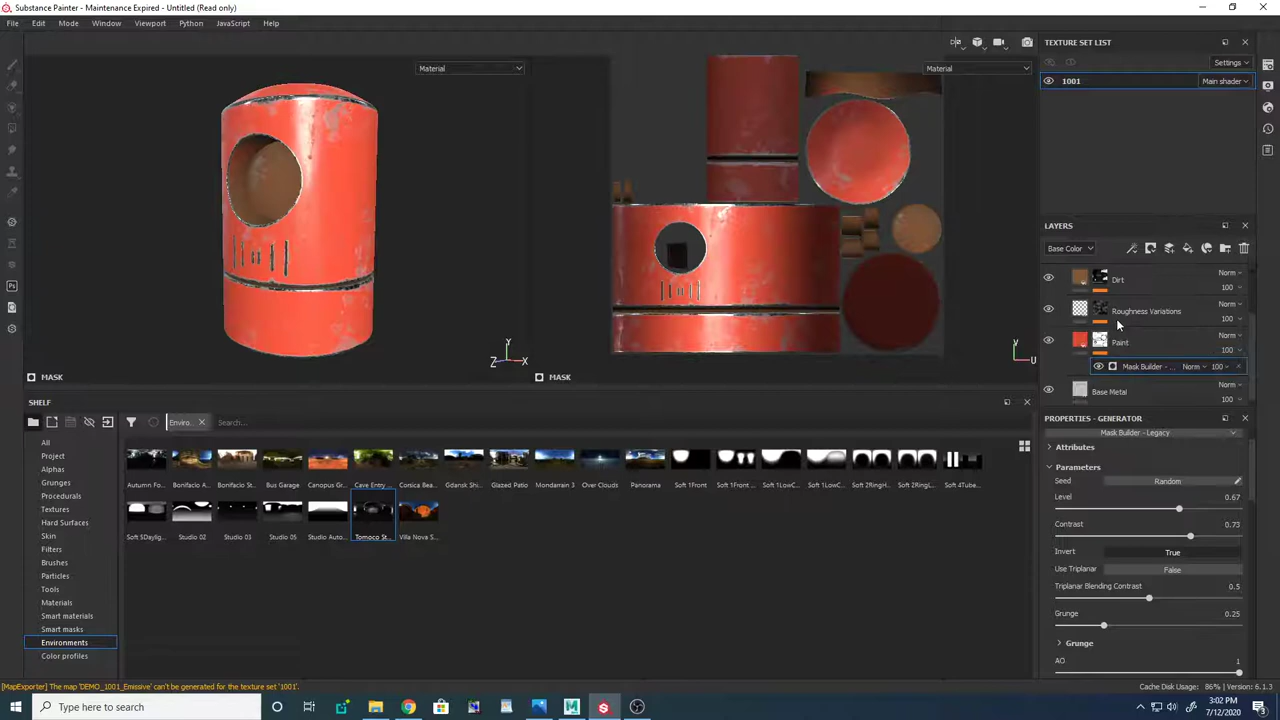 Substance Painter - Maintenance Expired - Untitled (Read only)
File Edit Mode Window Viewport Python JavaScript Help
Material
Material
Y
Z X
Y
U
MASK
MASK
TEXTURE SET LIST
Settings
1001 Main shader
LAYERS
Base Color
Dirt Norm 100
Roughness Variations Norm 100
Paint Norm 100
Mask Builder - ... Norm 100
Base Metal Norm 100
PROPERTIES - GENERATOR
Mask Builder - Legacy
Attributes
Parameters
Seed Random
Level 0.67
Contrast 0.73
Invert True
Use Triplanar False
Triplanar Blending Contrast 0.5
Grunge 0.25
Grunge
AO 1
SHELF
Enviro.. Search...
All
Project
Alphas
Grunges
Procedurals
Textures
Hard Surfaces
Skin
Filters
Brushes
Particles
Tools
Materials
Smart materials
Smart masks
Environments
Color profiles
Autumn Fo... Bonifacio A... Bonifacio St... Bus Garage Canopus Gr... Cave Entry ... Corsica Bea... Gdansk Shi... Glazed Patio Mondarrain 3 Over Clouds Panorama Soft 1Front Soft 1Front ... Soft 1LowC... Soft 1LowC... Soft 2RingH... Soft 2RingL... Soft 4Tube...
Soft 5Daylig... Studio 02 Studio 03 Studio 05 Studio Auto... Tomoco St... Villa Nova S...
[MapExporter] The map 'DEMO_1001_Emissive' can't be generated for the texture set '1001'.
Cache Disk Usage: 86% | Version: 6.1.3
Type here to search
Ps
3:02 PM
7/12/2020